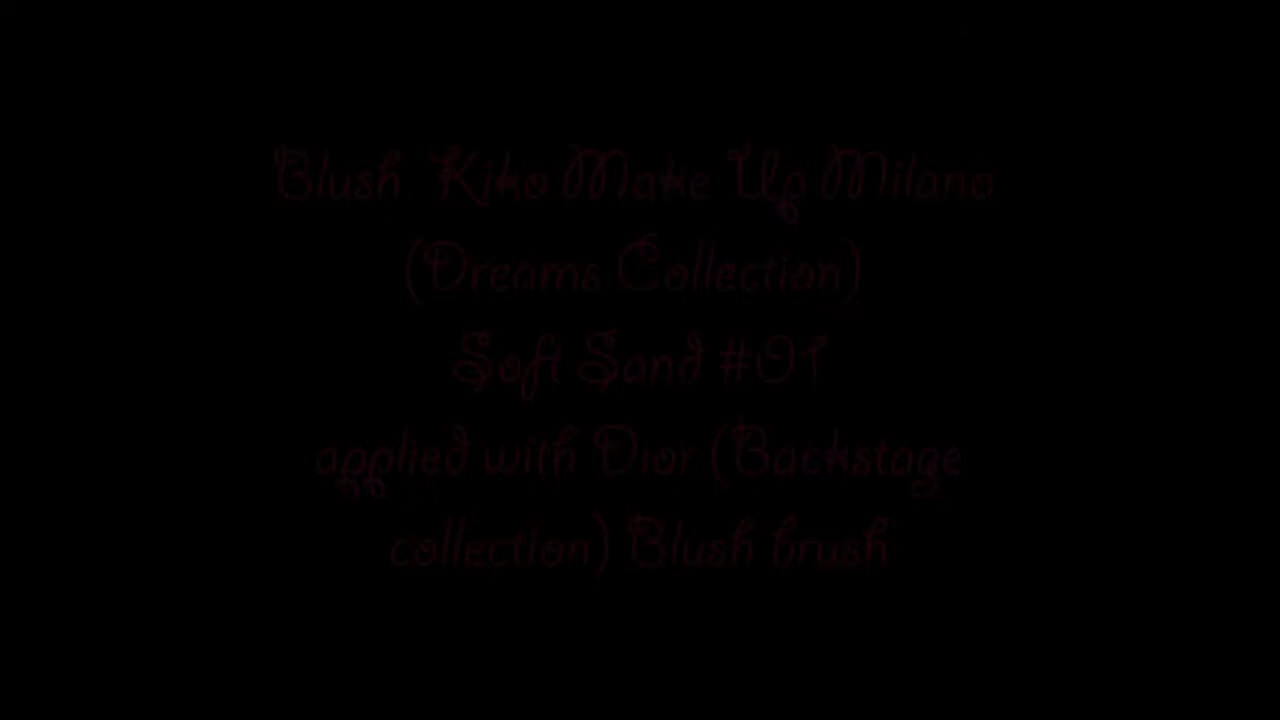 Blush: Kiko Make Up Milano
(Dreams Collection)
Soft Sand #01
applied with Dior (Backstage
collection) Blush brush